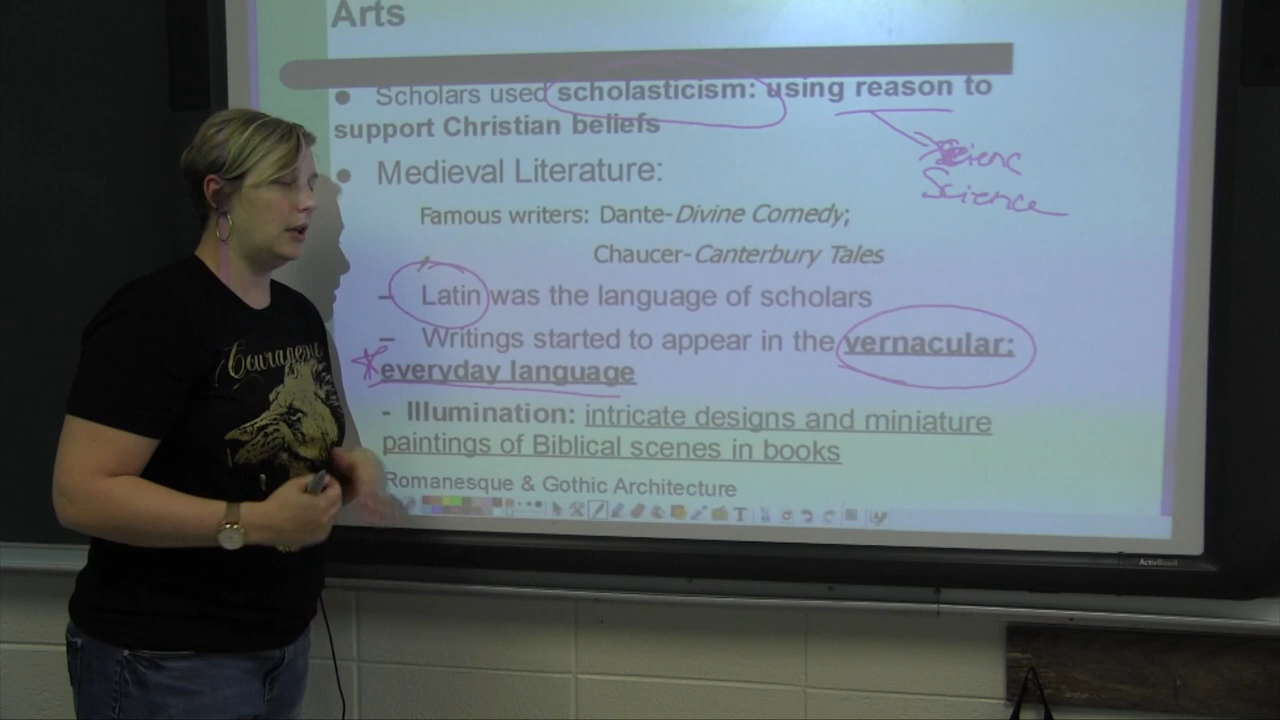 Arts
● Scholars used scholasticism: using reason to
support Christian beliefs
Science
● Medieval Literature:
Famous writers: Dante-Divine Comedy;
Chaucer-Canterbury Tales
– Latin was the language of scholars
– Writings started to appear in the vernacular:
*everyday language
- Illumination: intricate designs and miniature
paintings of Biblical scenes in books
Romanesque & Gothic Architecture
T
Courageous
ActivBoard